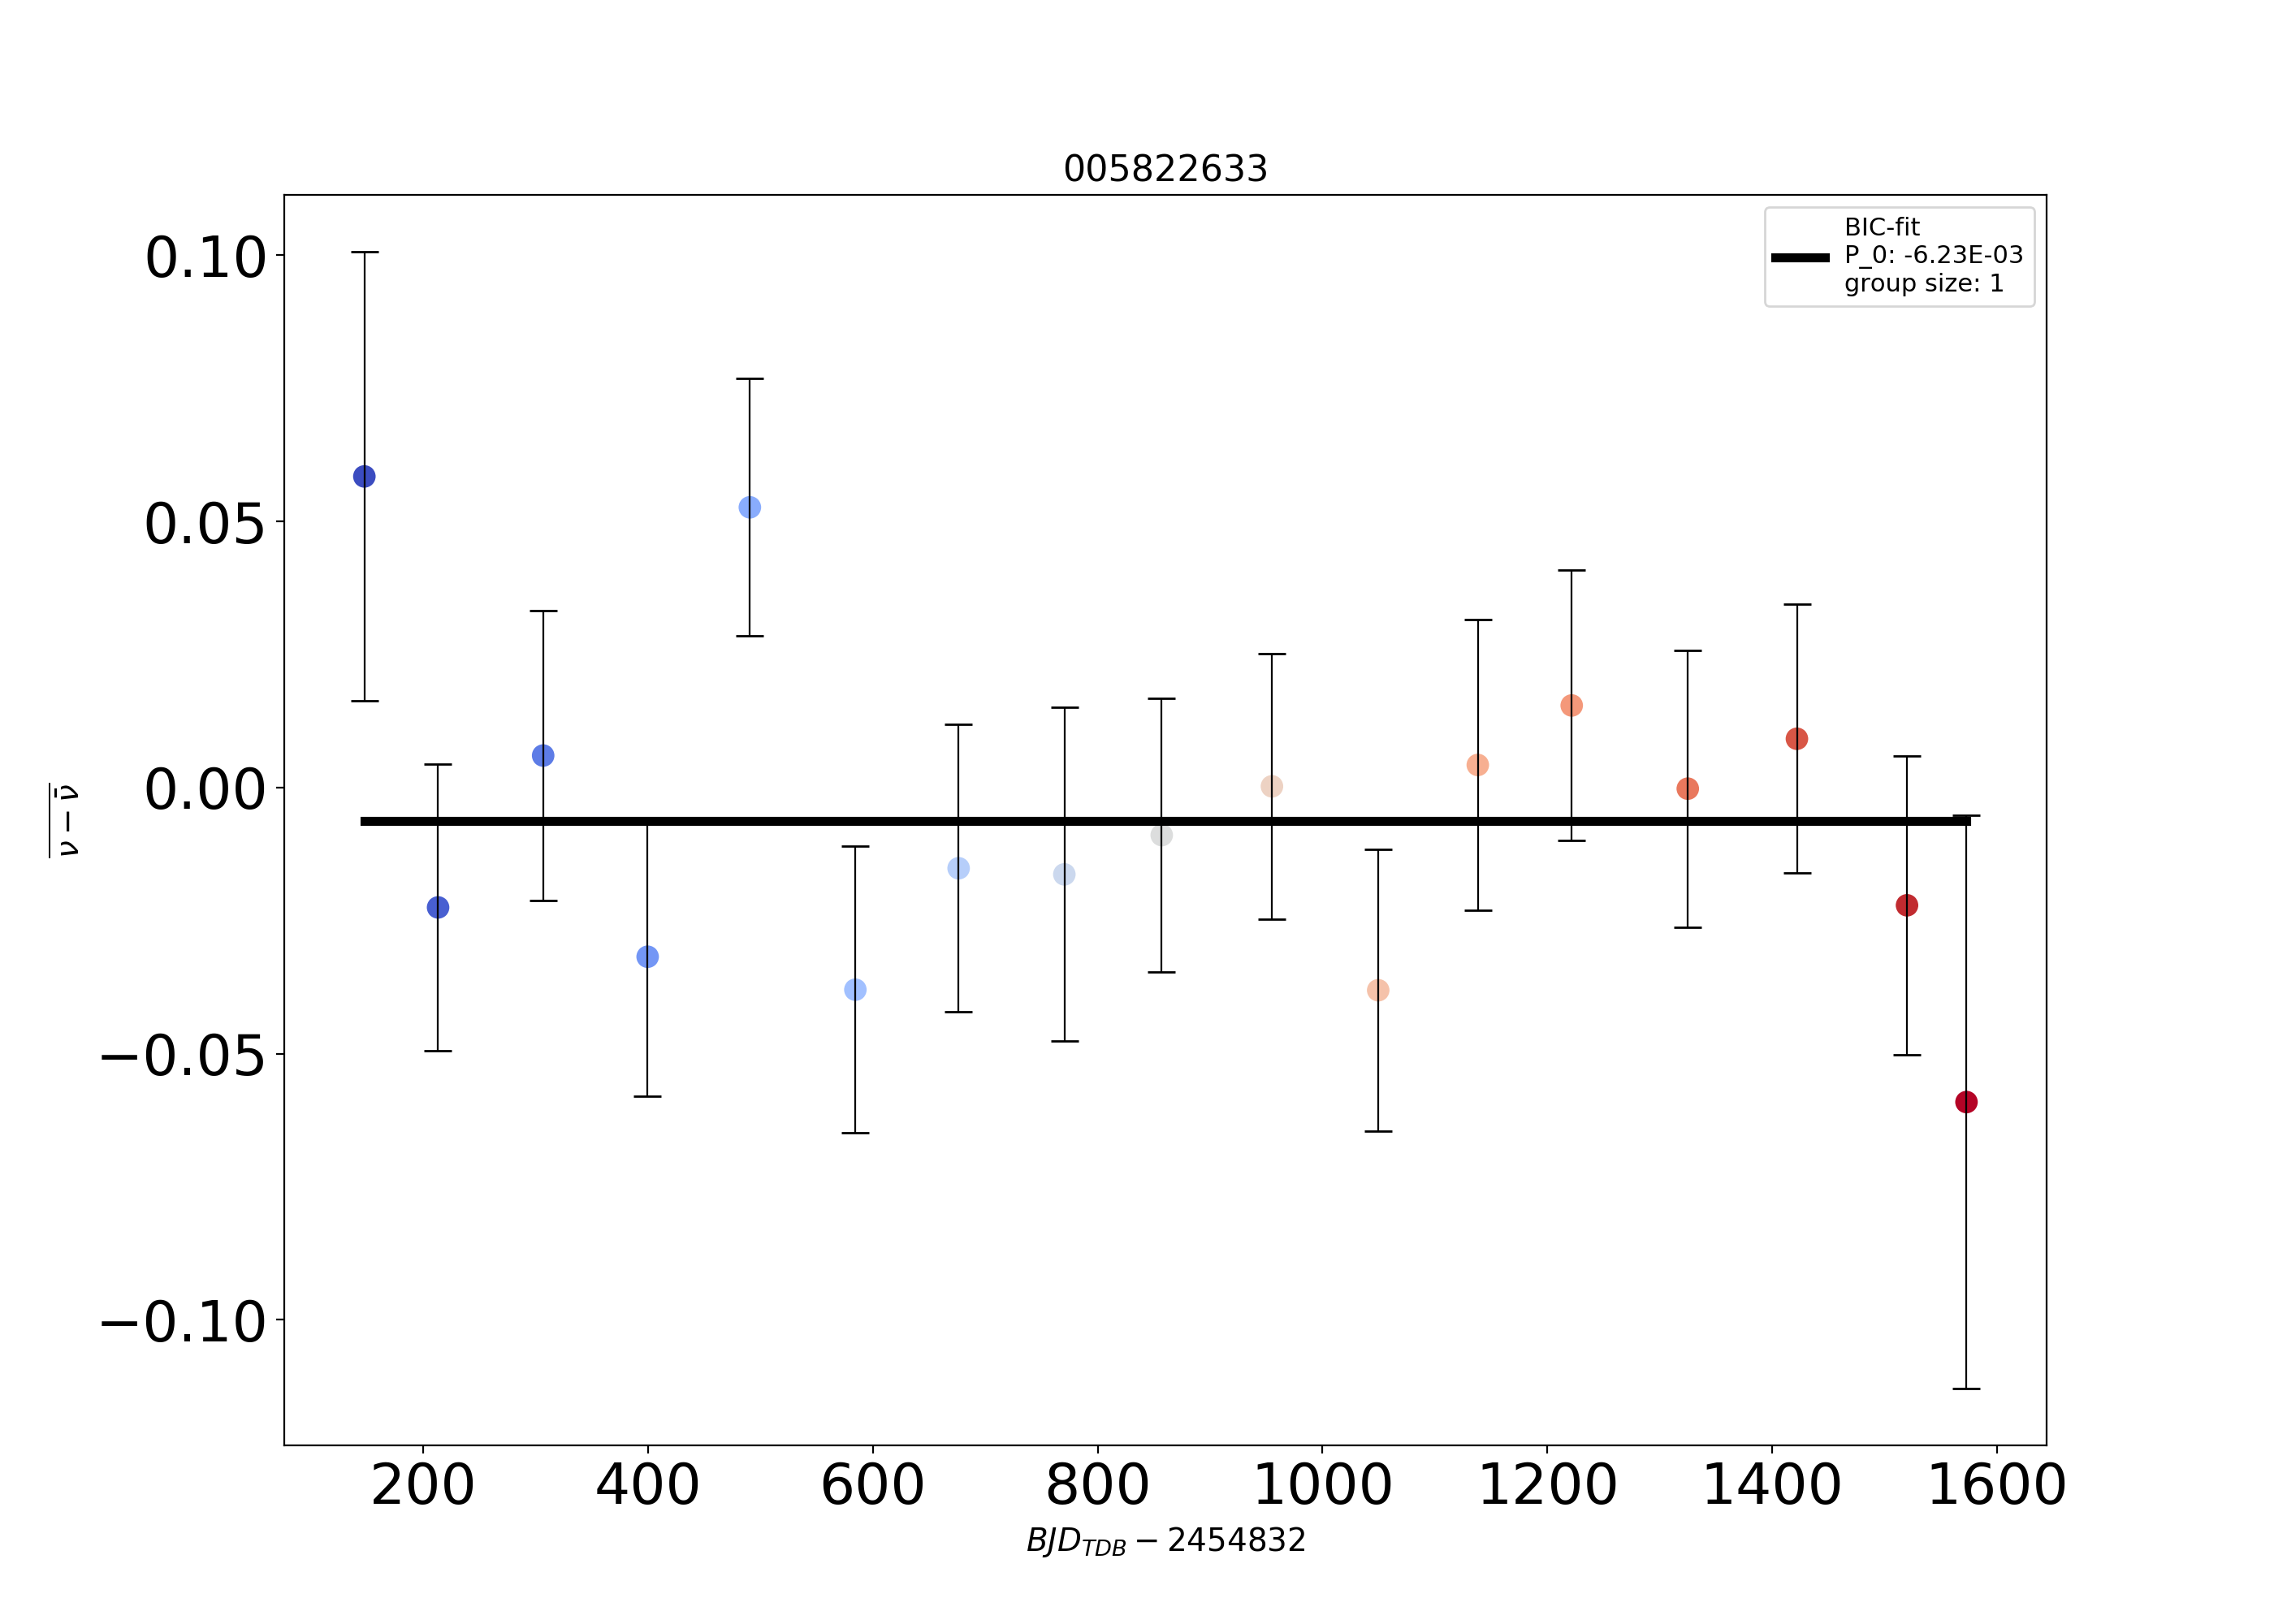 005822633
BIC-fit
P_0: -6.23E-03
group size: 1
0.10
0.05
0.00
−0.05
−0.10
ν − ν̄
200 400 600 800 1000 1200 1400 1600
BJD_TDB − 2454832